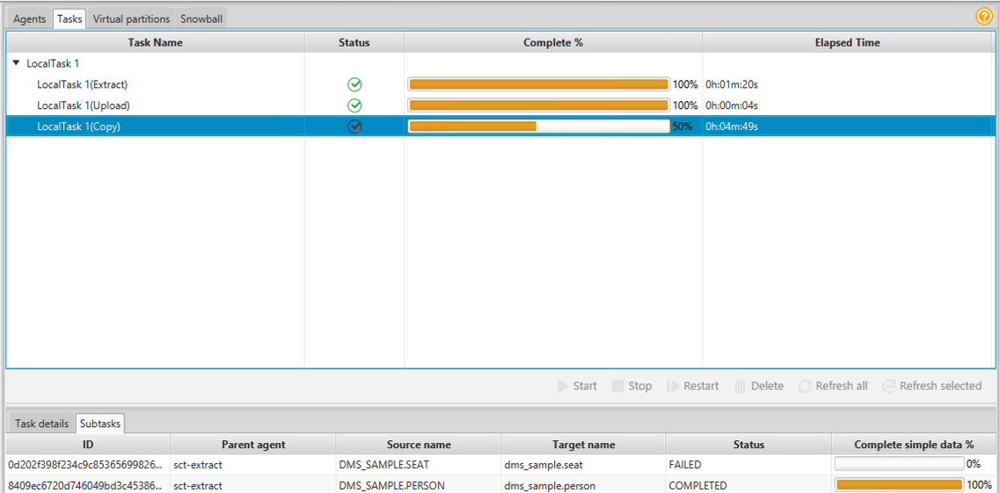 Agents Tasks Virtual partitions Snowball ?
Task Name Status Complete % Elapsed Time
LocalTask 1
LocalTask 1(Extract) 100% 0h:01m:20s
LocalTask 1(Upload) 100% 0h:00m:04s
LocalTask 1(Copy) 50% 0h:04m:49s
Start Stop Restart Delete Refresh all Refresh selected
Task details Subtasks
ID Parent agent Source name Target name Status Complete simple data %
0d202f398f234c9c85365699826... sct-extract DMS_SAMPLE.SEAT dms_sample.seat FAILED 0%
8409ec6720d746049bd3c45386... sct-extract DMS_SAMPLE.PERSON dms_sample.person COMPLETED 100%